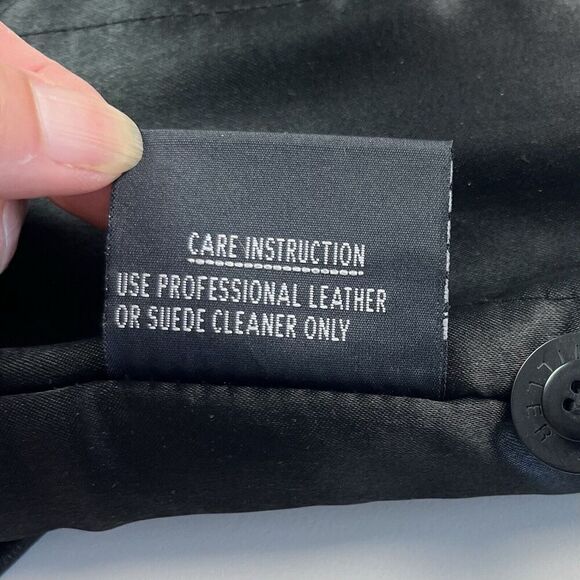 CARE INSTRUCTION
USE PROFESSIONAL LEATHER
OR SUEDE CLEANER ONLY